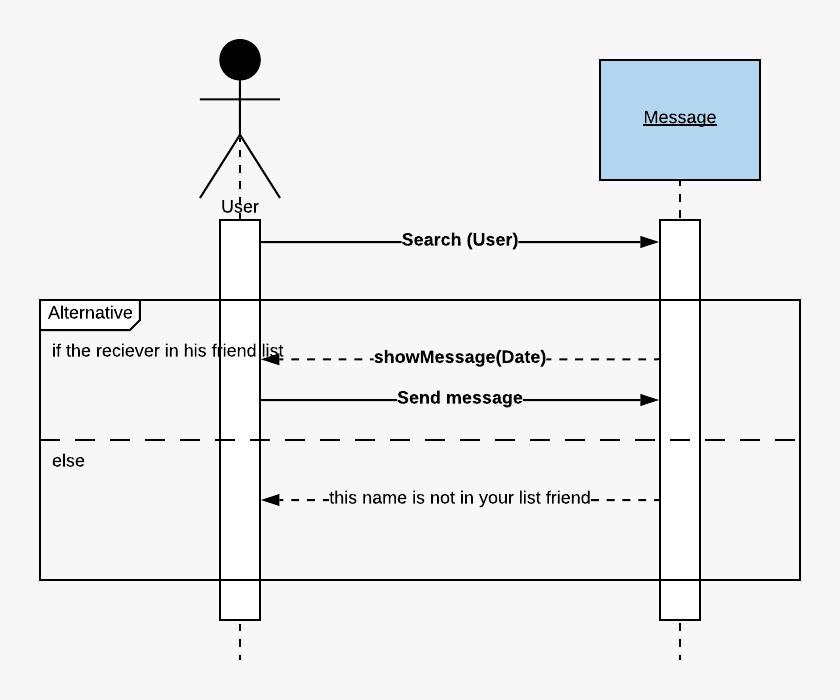 User
Message
Search (User)
Alternative
if the reciever in his friend list
showMessage(Date)
Send message
else
this name is not in your list friend